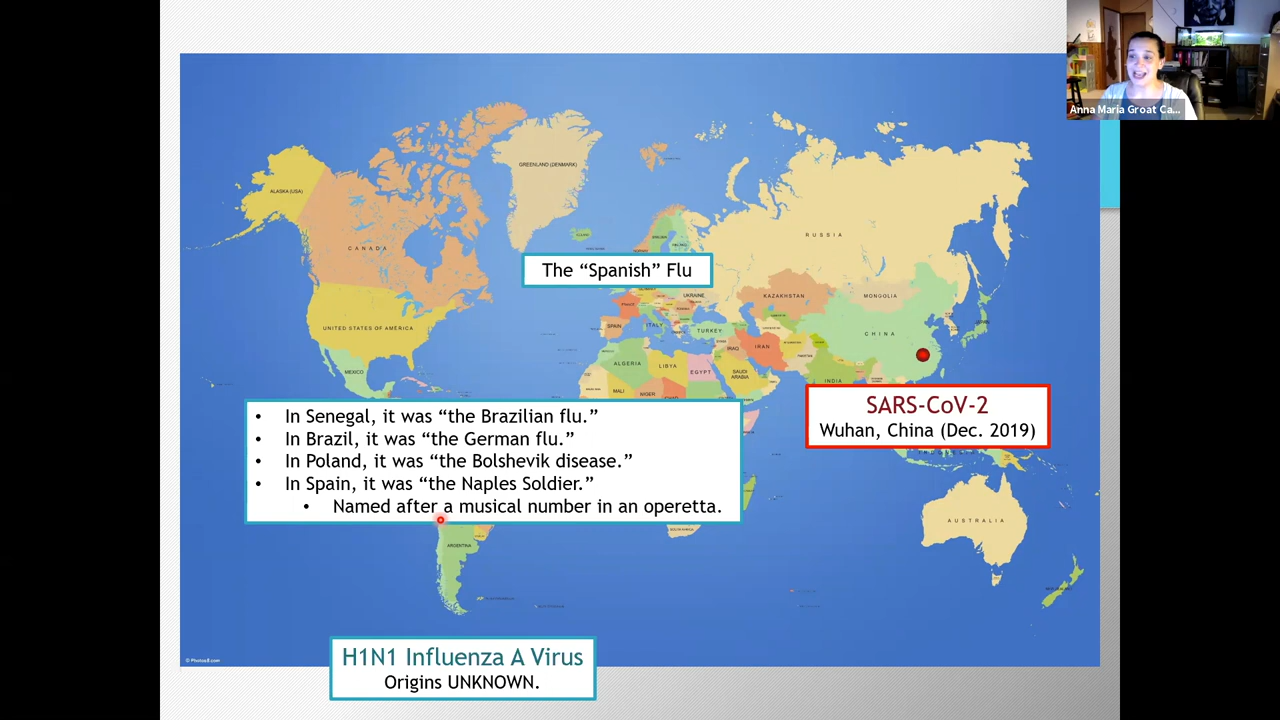 Anna Maria Groat Ca...
GREENLAND (DENMARK)
ALASKA (USA)
CANADA
RUSSIA
The “Spanish” Flu
UKRAINE
KAZAKHSTAN
MONGOLIA
UNITED STATES OF AMERICA
SPAIN
ITALY
TURKEY
CHINA
IRAQ
IRAN
MEXICO
ALGERIA
LIBYA
EGYPT
SAUDI
ARABIA
INDIA
MALI
NIGER
SARS-CoV-2
Wuhan, China (Dec. 2019)
• In Senegal, it was “the Brazilian flu.”
• In Brazil, it was “the German flu.”
• In Poland, it was “the Bolshevik disease.”
• In Spain, it was “the Naples Soldier.”
• Named after a musical number in an operetta.
AUSTRALIA
ARGENTINA
H1N1 Influenza A Virus
Origins UNKNOWN.